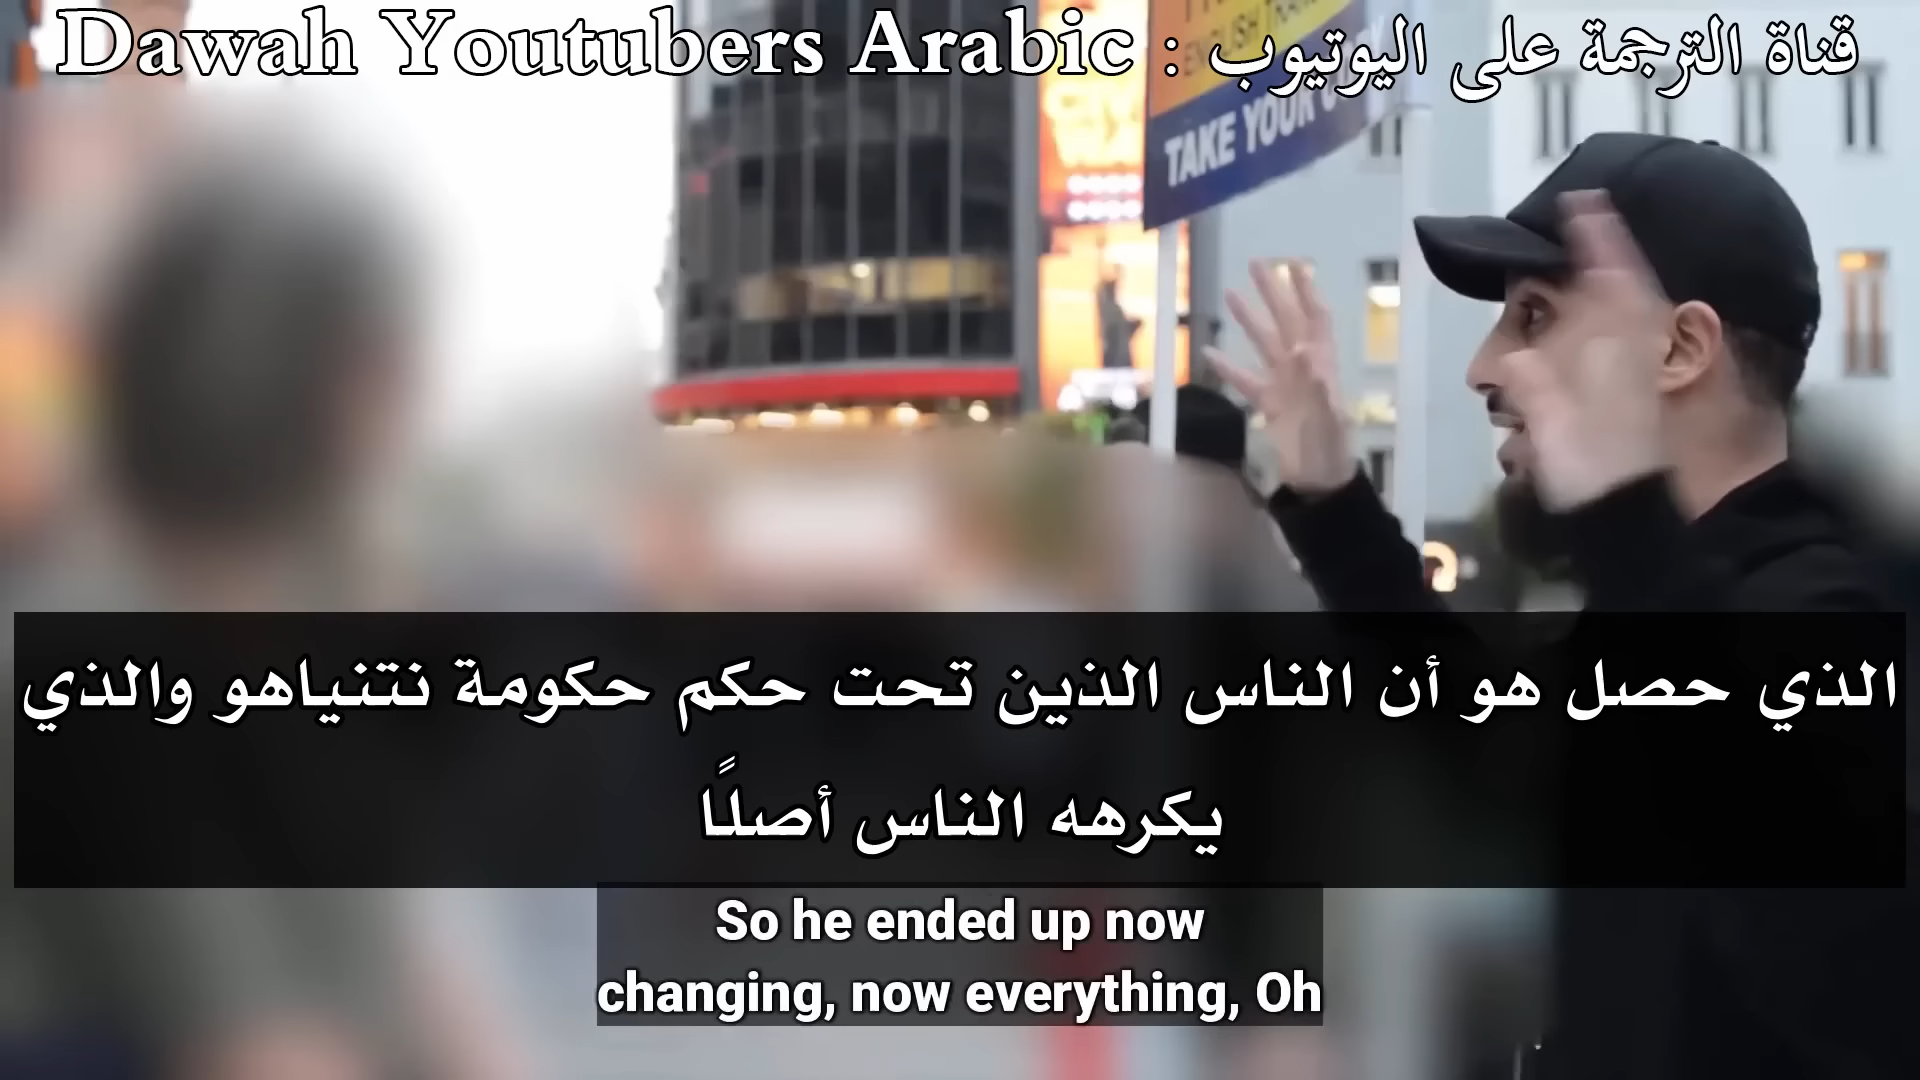 Dawah Youtubers Arabic : قناة الترجمة على اليوتيوب
ENGLISH
TAKE YOUR
الذي حصل هو أن الناس الذين تحت حكم حكومة نتنياهو والذي
يكرهه الناس أصلًا
So he ended up now
changing, now everything, Oh